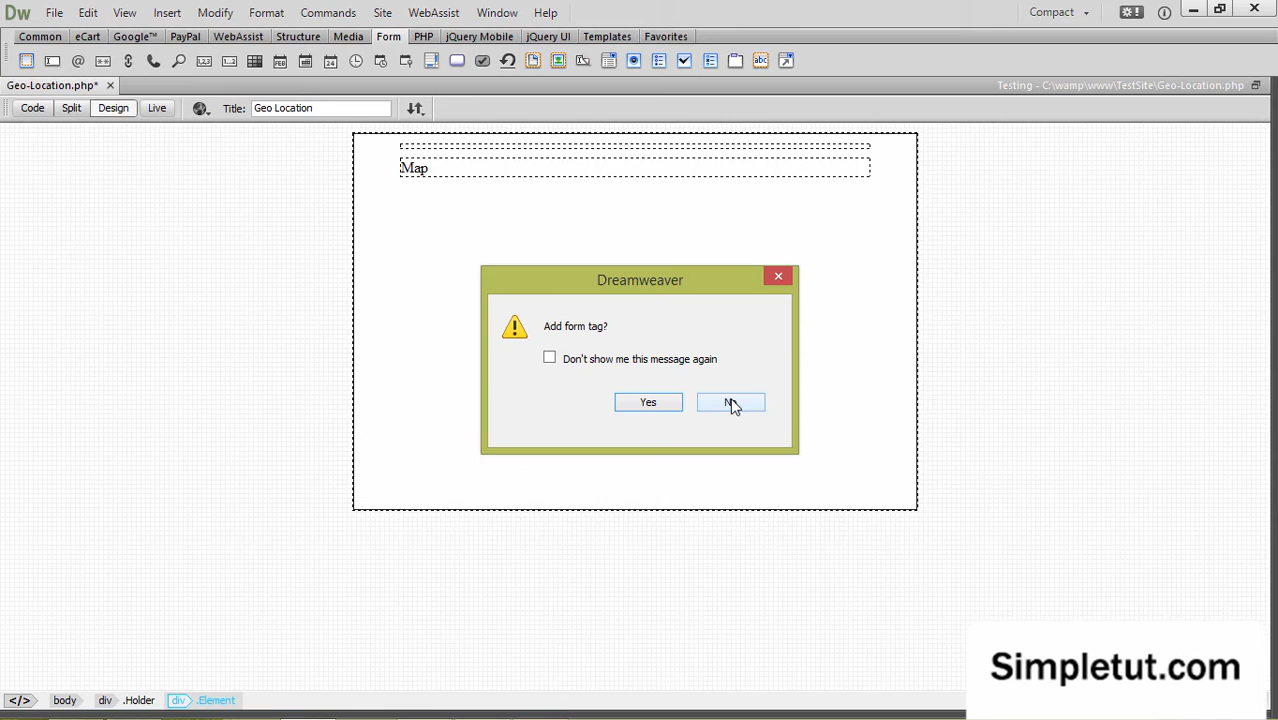 Dw File Edit View Insert Modify Format Commands Site WebAssist Window Help Compact
Common eCart Google™ PayPal WebAssist Structure Media Form PHP jQuery Mobile jQuery UI Templates Favorites
Geo-Location.php* Testing - C:\wamp\www\TestSite\Geo-Location.php
Code Split Design Live Title: Geo Location
Map
Dreamweaver
Add form tag?
Don't show me this message again
Yes
</> body div .Holder div .Element
Simpletut.com